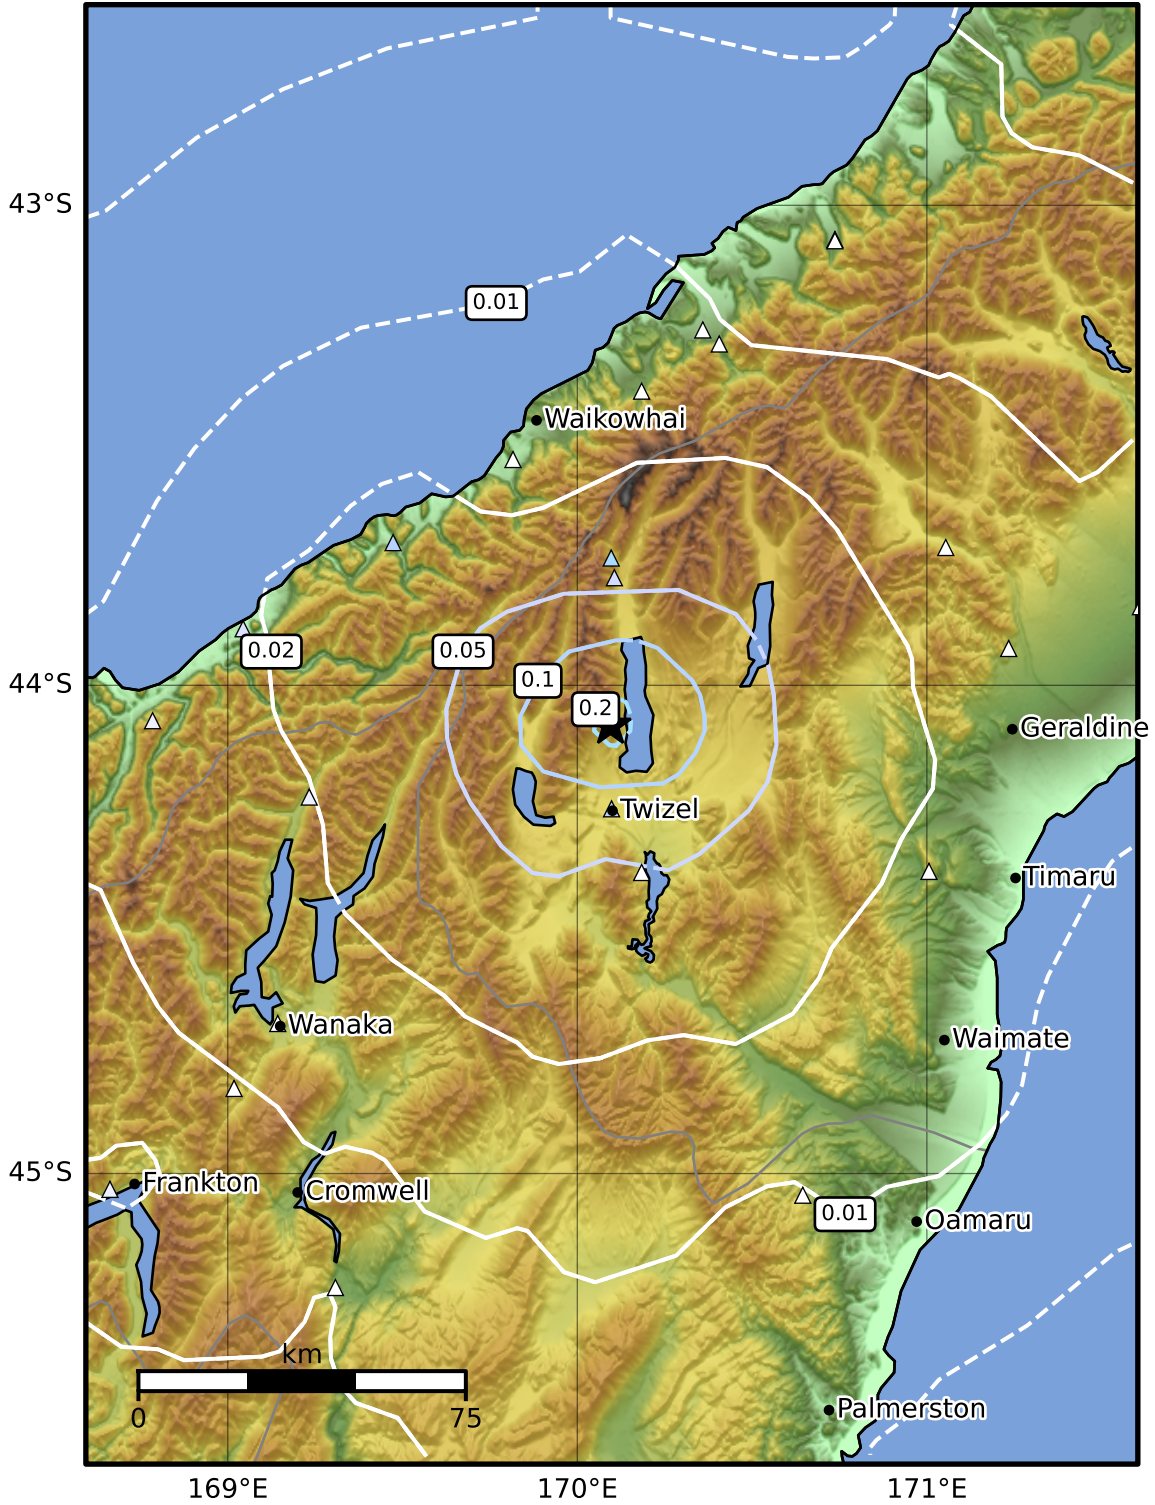 43°S
0.01
Waikowhai
0.02
0.05
0.1
44°S
0.2
Geraldine
Twizel
Timaru
Wanaka
Waimate
45°S
Frankton
Cromwell
0.01
Oamaru
km
0
75
Palmerston
169°E
170°E
171°E